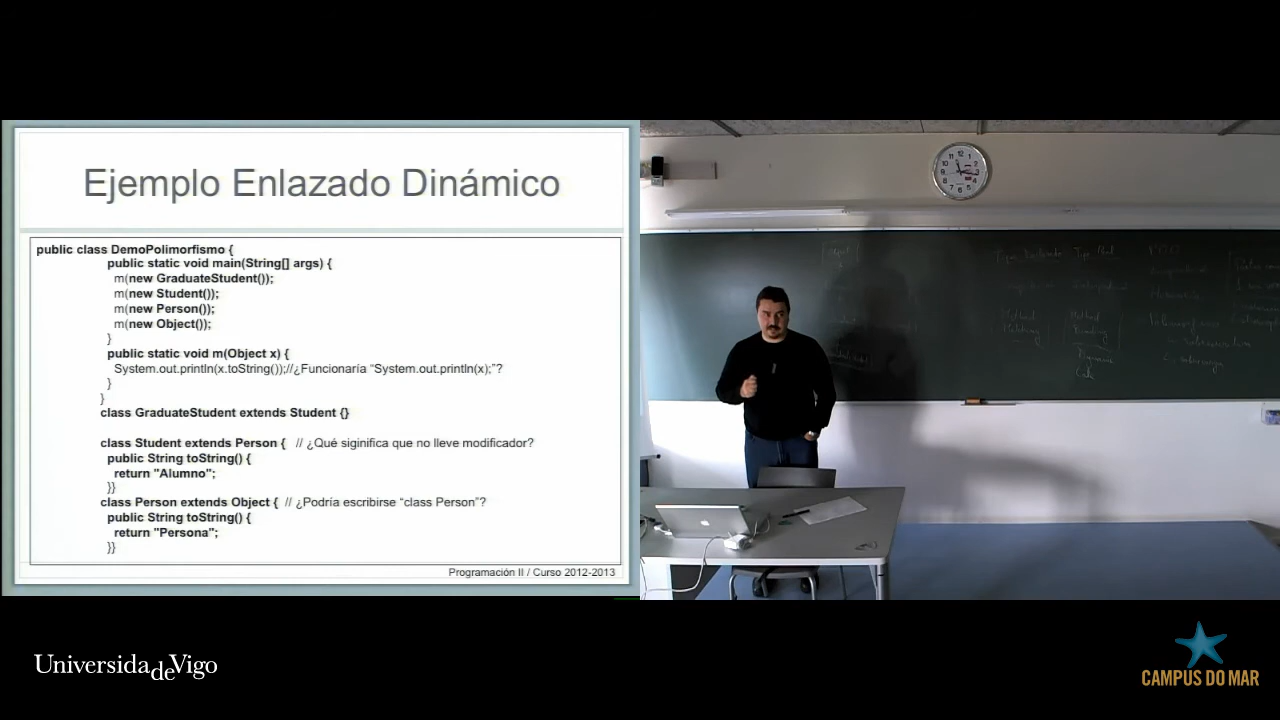 Ejemplo Enlazado Dinámico
public class DemoPolimorfismo {
public static void main(String[] args) {
m(new GraduateStudent());
m(new Student());
m(new Person());
m(new Object());
}
public static void m(Object x) {
System.out.println(x.toString());//¿Funcionaría “System.out.println(x);”?
}
}
class GraduateStudent extends Student {}
class Student extends Person { // ¿Qué siginifica que no lleve modificador?
public String toString() {
return "Alumno";
}}
class Person extends Object { // ¿Podría escribirse “class Person”?
public String toString() {
return "Persona";
}}
Programación II / Curso 2012-2013
Method
Method
Universidade Vigo
CAMPUS DO MAR